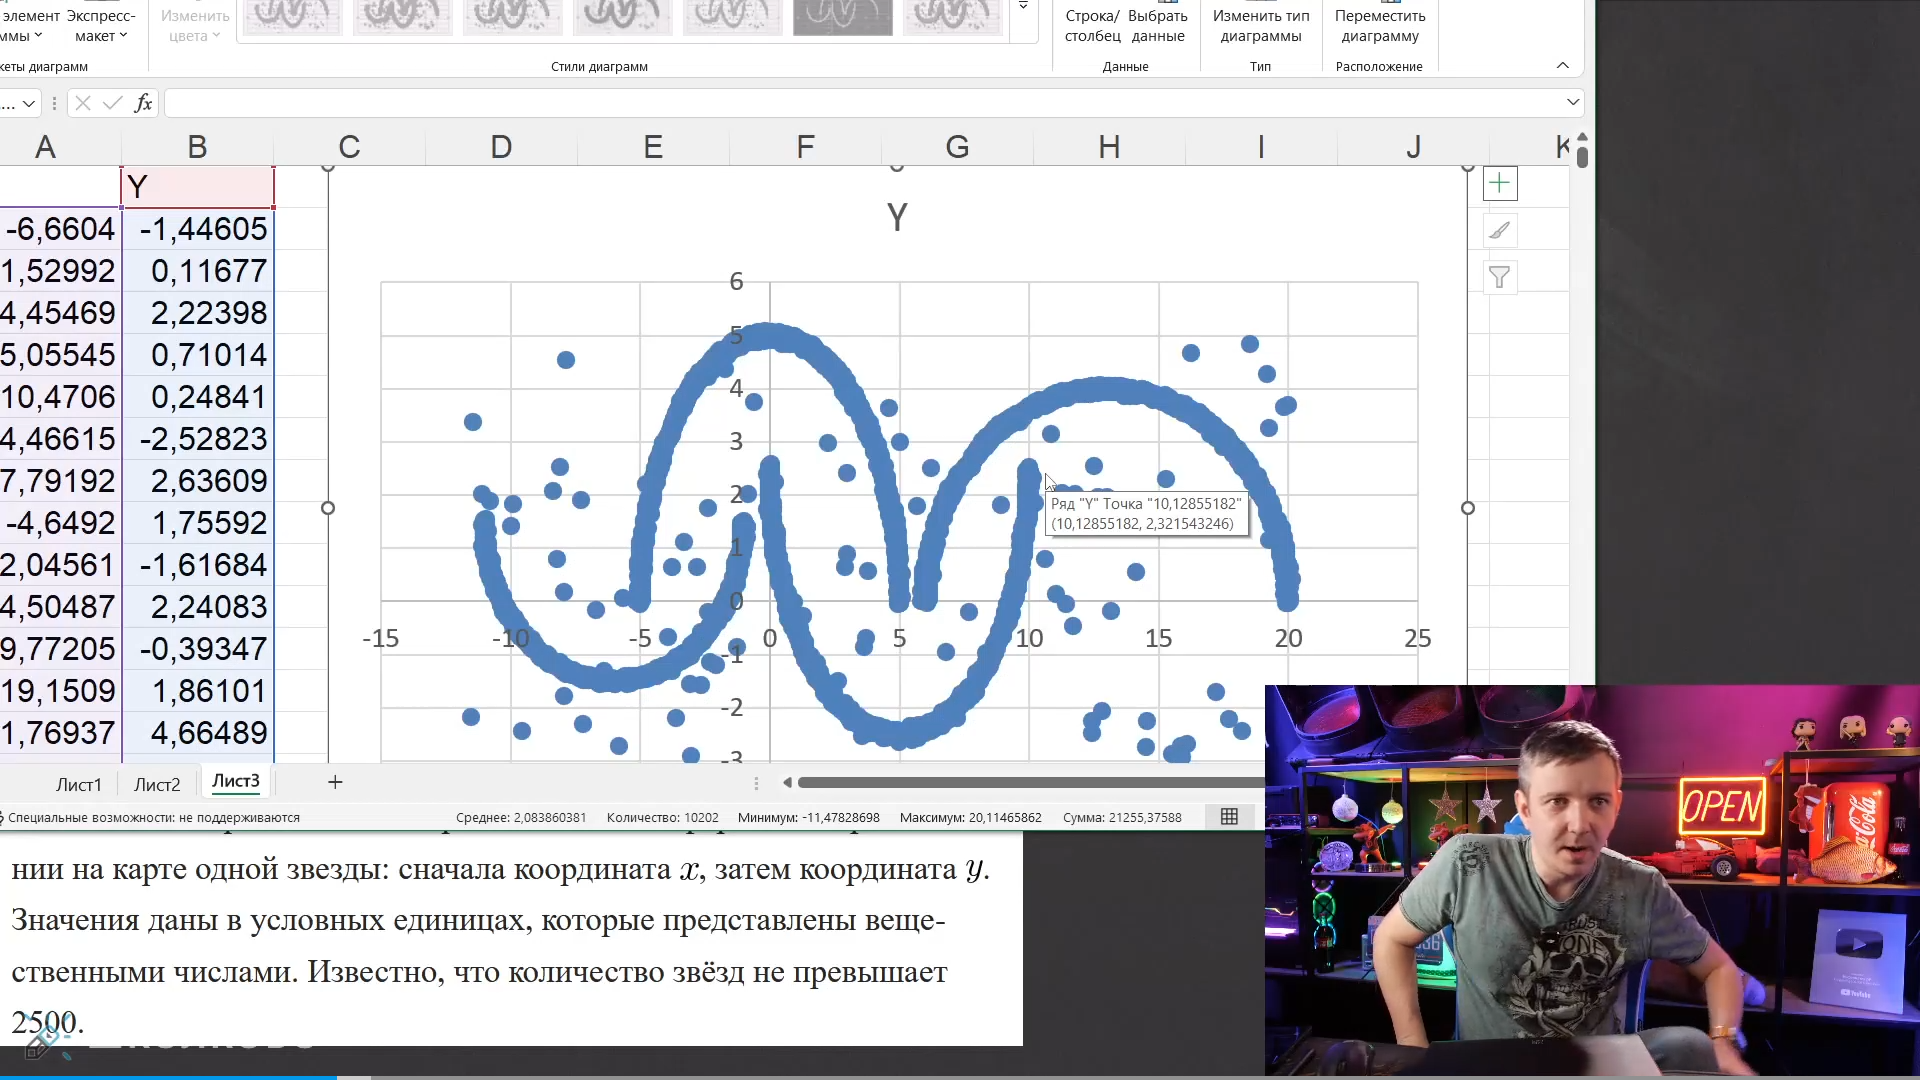 элемент
ммы
Экспресс-
макет
Изменить
цвета
Строка/
столбец
Выбрать
данные
Изменить тип
диаграммы
Переместить
диаграмму
кеты диаграмм
Стили диаграмм
Данные
Тип
Расположение
...
fx
A B C D E F G H I J K
Y
-6,6604 -1,44605
1,52992 0,11677
4,45469 2,22398
5,05545 0,71014
10,4706 0,24841
4,46615 -2,52823
7,79192 2,63609
-4,6492 1,75592
2,04561 -1,61684
4,50487 2,24083
9,77205 -0,39347
19,1509 1,86101
1,76937 4,66489
Y
6
5
4
3
2
1
0
-15 -10 -5 0 5 10 15 20 25
-1
-2
-3
Ряд "Y" Точка "10,12855182"
(10,12855182, 2,321543246)
Лист1 Лист2 Лист3 +
Специальные возможности: не поддерживаются
Среднее: 2,083860381 Количество: 10202 Минимум: -11,47828698 Максимум: 20,11465862 Сумма: 21255,37588
нии на карте одной звезды: сначала координата x, затем координата y.
Значения даны в условных единицах, которые представлены веще-
ственными числами. Известно, что количество звёзд не превышает
2500.
OPEN
Coca-Cola
YouTube